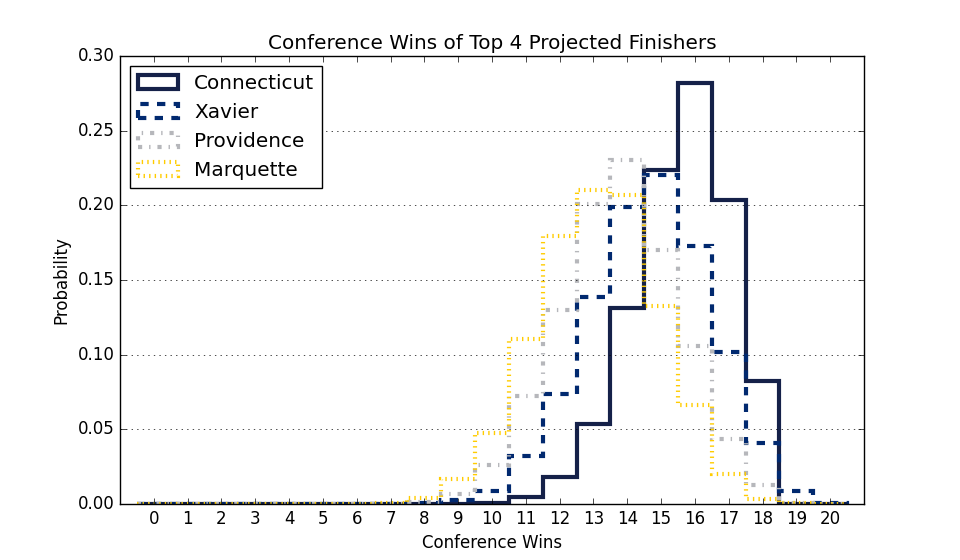 Conference Wins of Top 4 Projected Finishers
0.30
0.25
0.20
0.15
0.10
0.05
0.00
Probability
Connecticut
Xavier
Providence
Marquette
0 1 2 3 4 5 6 7 8 9 10 11 12 13 14 15 16 17 18 19 20
Conference Wins